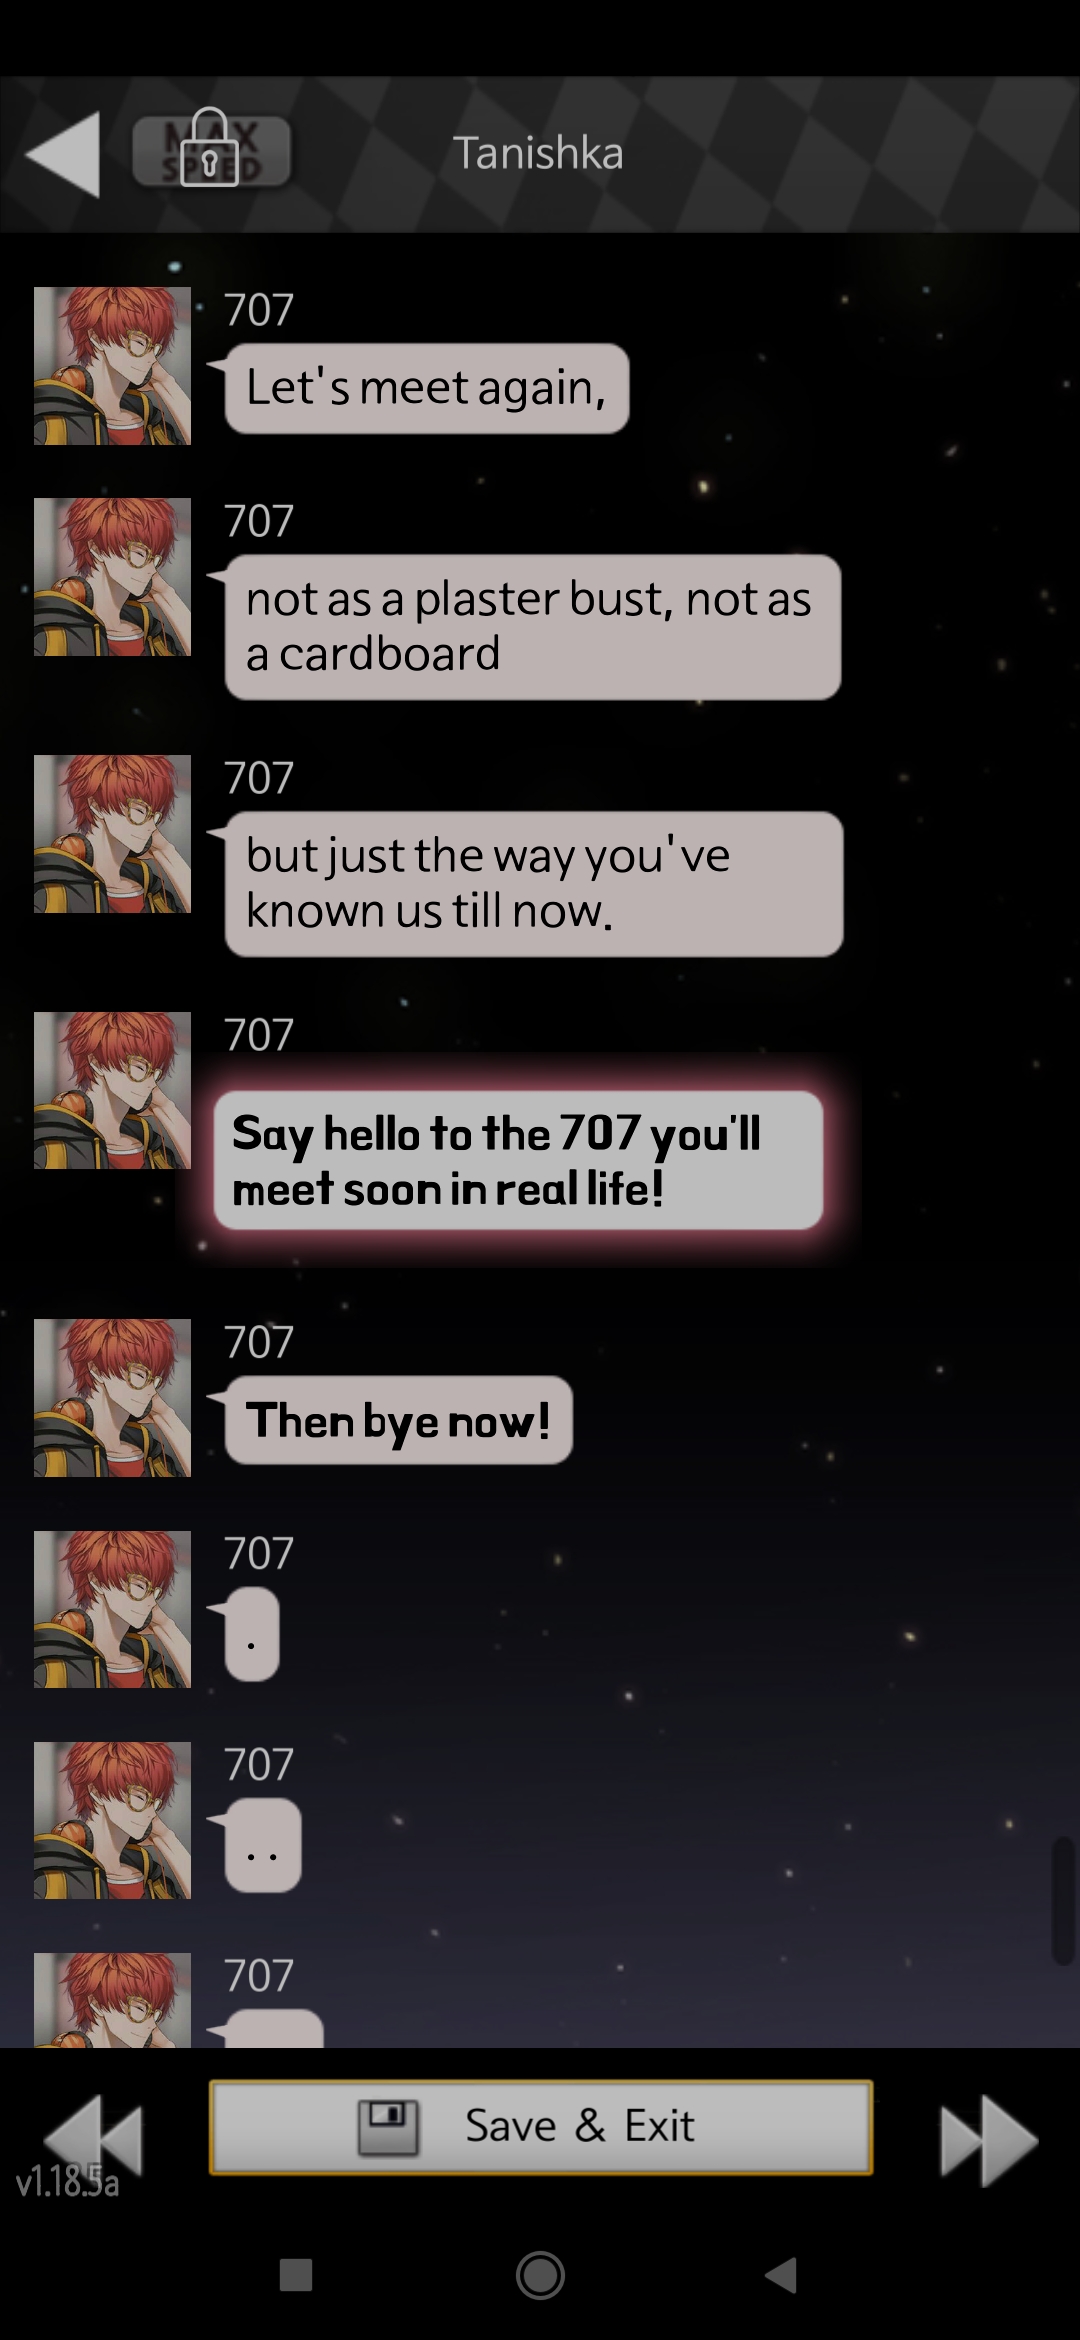 MAX
SPEED
Tanishka
707
Let's meet again,
707
not as a plaster bust, not as
a cardboard
707
but just the way you've
known us till now.
707
Say hello to the 707 you'll
meet soon in real life!
707
Then bye now!
707
.
707
. .
707
Save & Exit
v1.18.5a